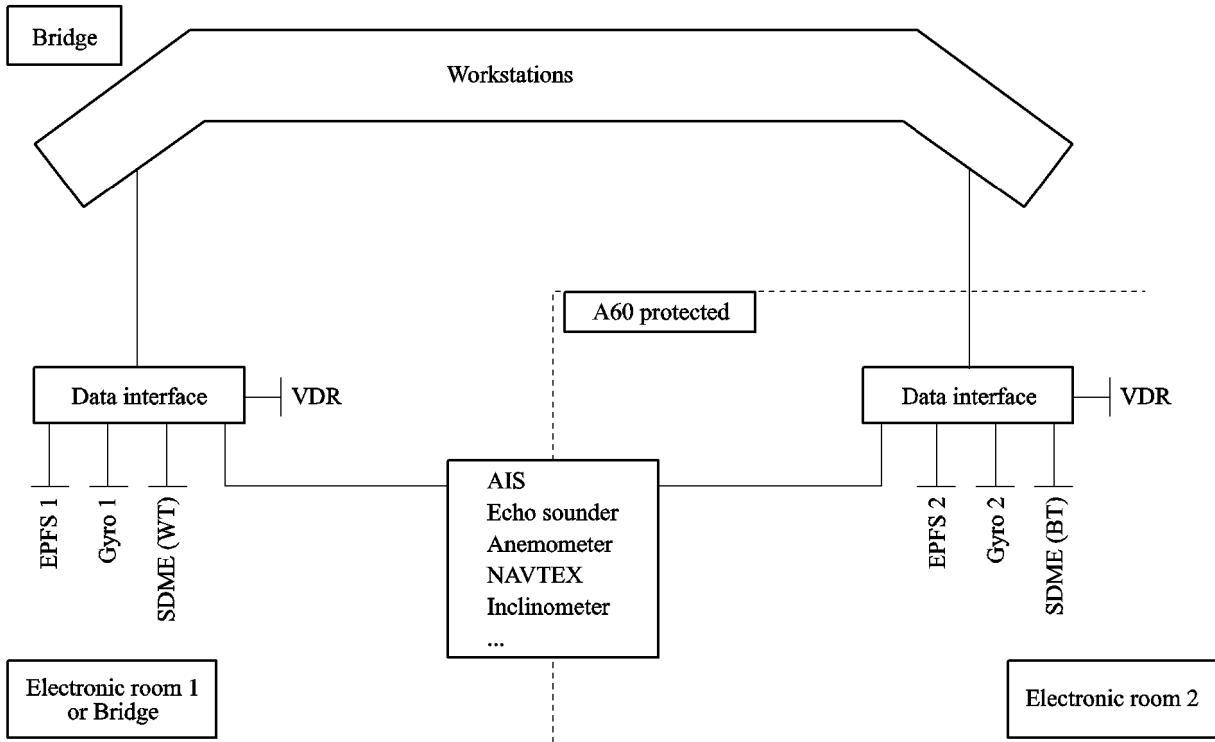 Bridge
Workstations
A60 protected
Data interface
VDR
Data interface
VDR
EPFS 1
Gyro 1
SDME (WT)
AIS
Echo sounder
Anemometer
NAVTEX
Inclinometer
...
EPFS 2
Gyro 2
SDME (BT)
Electronic room 1
or Bridge
Electronic room 2